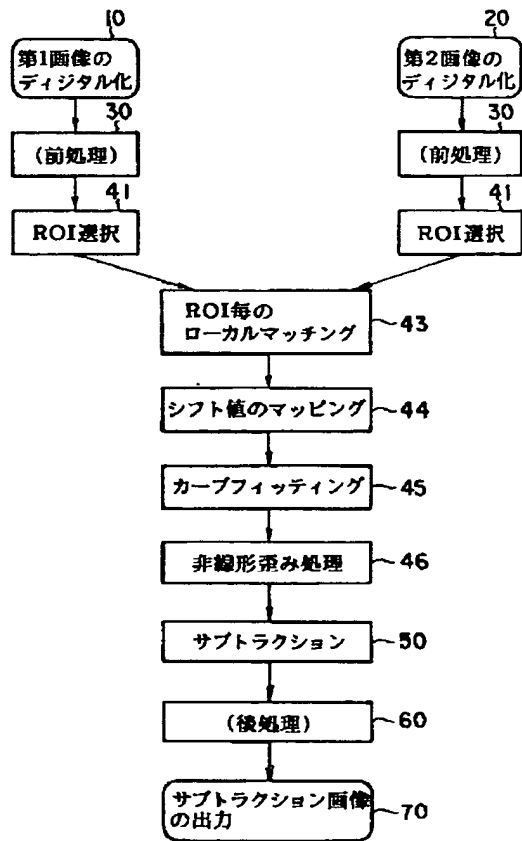 10
第1画像の
ディジタル化
20
第2画像の
ディジタル化
30
(前処理)
30
(前処理)
41
ROI選択
41
ROI選択
ROI毎の
ローカルマッチング
43
シフト値のマッピング
44
カーブフィッティング
45
非線形歪み処理
46
サブトラクション
50
(後処理)
60
サブトラクション画像
の出力
70